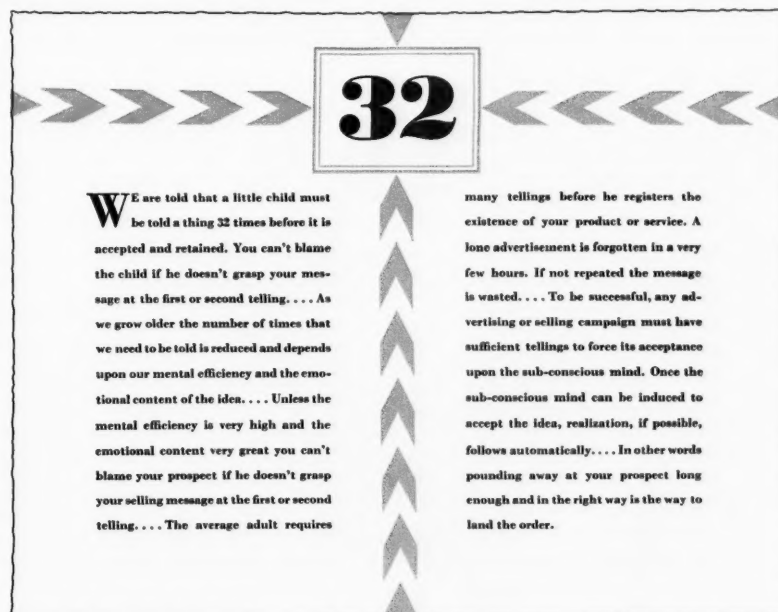 32
WE are told that a little child must
be told a thing 32 times before it is
accepted and retained. You can't blame
the child if he doesn't grasp your mes-
sage at the first or second telling.... As
we grow older the number of times that
we need to be told is reduced and depends
upon our mental efficiency and the emo-
tional content of the idea.... Unless the
mental efficiency is very high and the
emotional content very great you can't
blame your prospect if he doesn't grasp
your selling message at the first or second
telling.... The average adult requires
many tellings before he registers the
existence of your product or service. A
lone advertisement is forgotten in a very
few hours. If not repeated the message
is wasted.... To be successful, any ad-
vertising or selling campaign must have
sufficient tellings to force its acceptance
upon the sub-conscious mind. Once the
sub-conscious mind can be induced to
accept the idea, realization, if possible,
follows automatically.... In other words
pounding away at your prospect long
enough and in the right way is the way to
land the order.